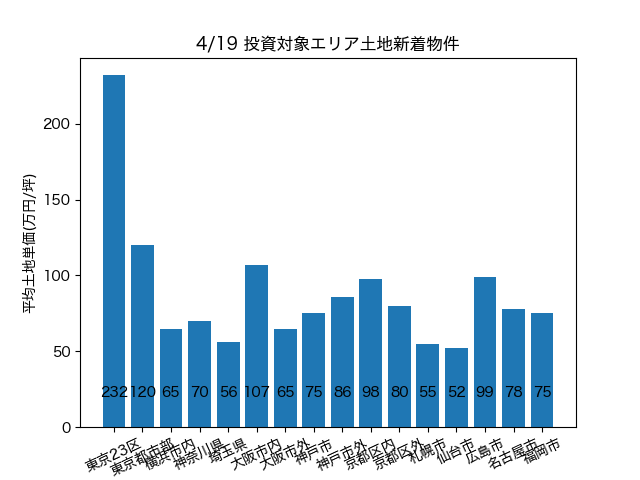 4/19 投資対象エリア土地新着物件
平均土地単価(万円/坪)
200
150
100
50
0
232 120 65 70 56 107 65 75 86 98 80 55 52 99 78 75
東京23区
東京都市部
横浜市内
神奈川県
埼玉県
大阪市内
大阪市外
神戸市
神戸市外
京都区内
京都区外
札幌市
仙台市
広島市
名古屋市
福岡市